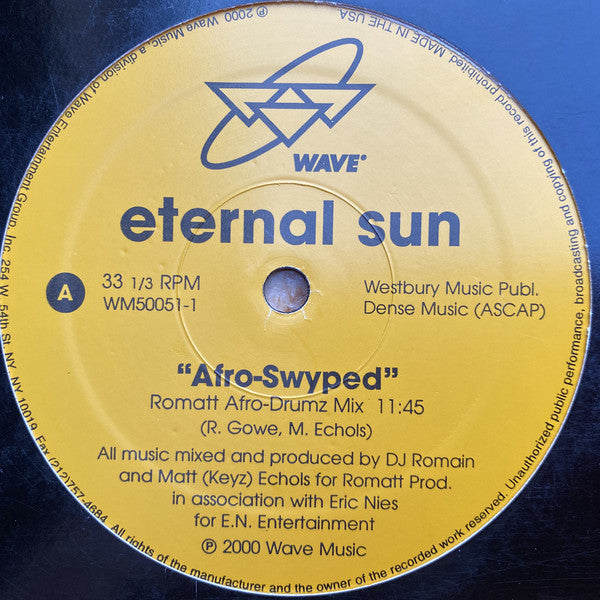 WAVE®
eternal sun
A
33 1/3 RPM
WM50051-1
Westbury Music Publ.
Dense Music (ASCAP)
“Afro-Swyped”
Romatt Afro-Drumz Mix 11:45
(R. Gowe, M. Echols)
All music mixed and produced by DJ Romain
and Matt (Keyz) Echols for Romatt Prod.
in association with Eric Nies
for E.N. Entertainment
℗ 2000 Wave Music
℗ 2000 Wave Music, a division of Wave Entertainment Group, Inc. 254 W. 54th St. NY, NY 10019. Fax (212)757-4684. All rights of the manufacturer and the owner of the recorded work reserved. Unauthorized public performance, broadcasting and copying of this record prohibited. MADE IN THE USA.